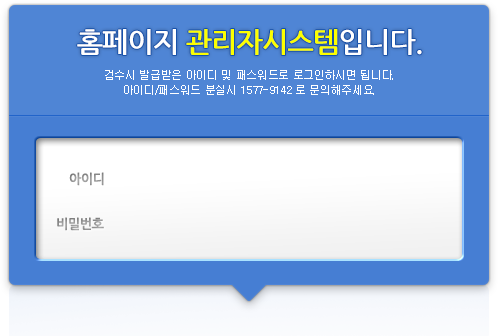 홈페이지 관리자시스템입니다.
검수시 발급받은 아이디 및 패스워드로 로그인하시면 됩니다.
아이디/패스워드 분실시 1577-9142 로 문의해주세요.
아이디
비밀번호